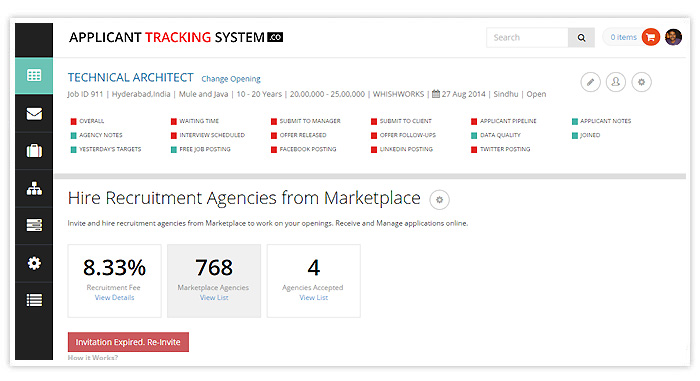 APPLICANT TRACKING SYSTEM .CO
Search
0 items
TECHNICAL ARCHITECT Change Opening
Job ID 911 | Hyderabad,India | Mule and Java | 10 - 20 Years | 20,00,000 - 25,00,000 | WHISHWORKS | 27 Aug 2014 | Sindhu | Open
OVERALL WAITING TIME SUBMIT TO MANAGER SUBMIT TO CLIENT APPLICANT PIPELINE APPLICANT NOTES
AGENCY NOTES INTERVIEW SCHEDULED OFFER RELEASED OFFER FOLLOW-UPS DATA QUALITY JOINED
YESTERDAY'S TARGETS FREE JOB POSTING FACEBOOK POSTING LINKEDIN POSTING TWITTER POSTING
Hire Recruitment Agencies from Marketplace
Invite and hire recruitment agencies from Marketplace to work on your openings. Receive and Manage applications online.
8.33% 768 4
Recruitment Fee Marketplace Agencies Agencies Accepted
View Details View List View List
Invitation Expired. Re-Invite
How it Works?